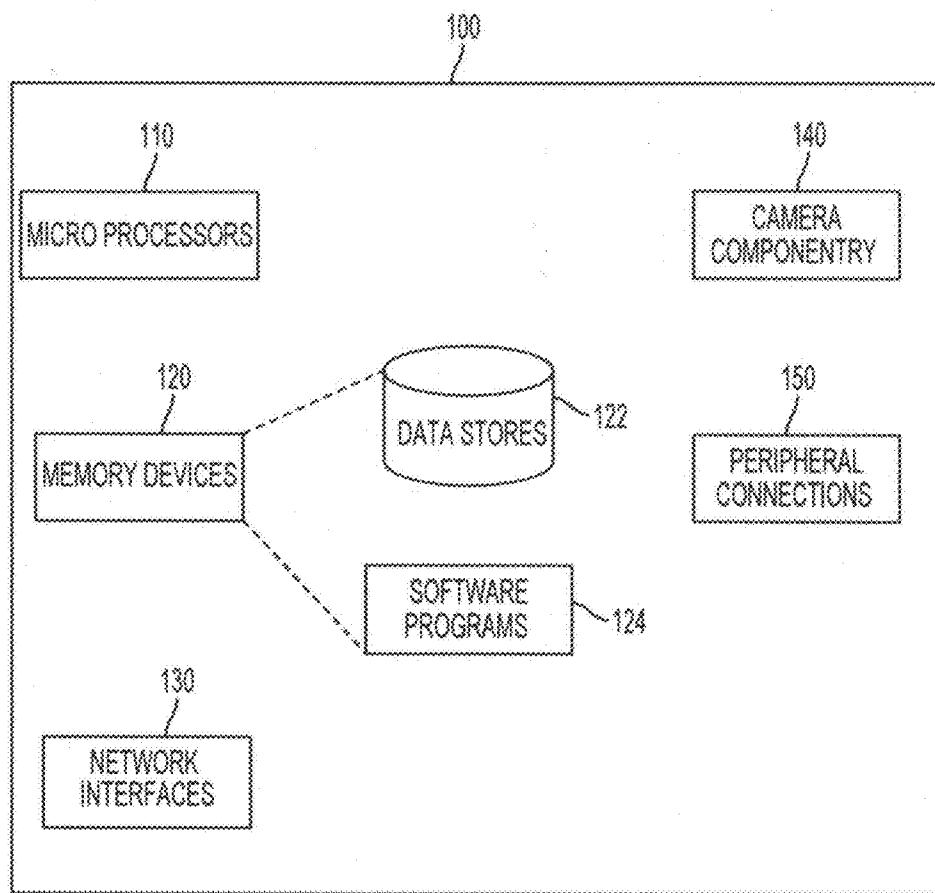 100
110
MICRO PROCESSORS
140
CAMERA
COMPONENTRY
120
MEMORY DEVICES
DATA STORES
122
150
PERIPHERAL
CONNECTIONS
SOFTWARE
PROGRAMS
124
130
NETWORK
INTERFACES